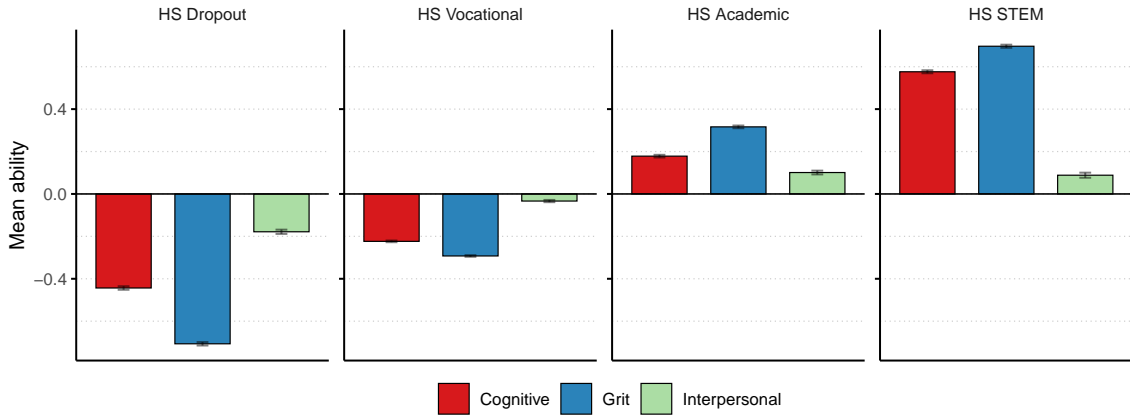 HS Dropout
HS Vocational
HS Academic
HS STEM
Mean ability
0.4
0.0
−0.4
Cognitive
Grit
Interpersonal